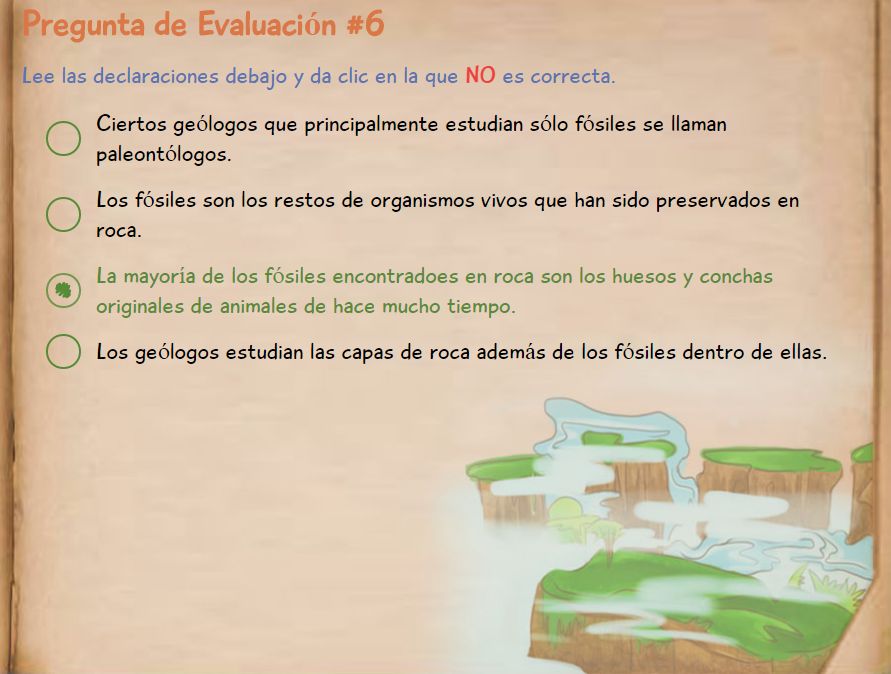 Pregunta de Evaluación #6
Lee las declaraciones debajo y da clic en la que NO es correcta.
Ciertos geólogos que principalmente estudian sólo fósiles se llaman
paleontólogos.
Los fósiles son los restos de organismos vivos que han sido preservados en
roca.
La mayoría de los fósiles encontradoes en roca son los huesos y conchas
originales de animales de hace mucho tiempo.
Los geólogos estudian las capas de roca además de los fósiles dentro de ellas.